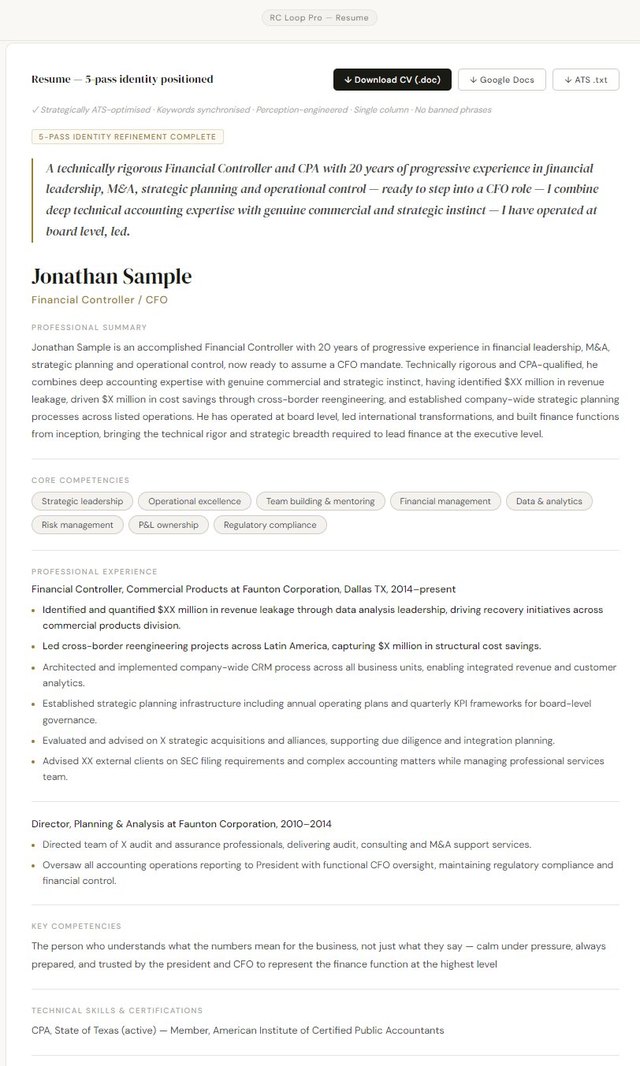 RC Loop Pro — Resume
Resume — 5-pass identity positioned
↓ Download CV (.doc)
↓ Google Docs
↓ ATS .txt
✓ Strategically ATS-optimised · Keywords synchronised · Perception-engineered · Single column · No banned phrases
5-PASS IDENTITY REFINEMENT COMPLETE
A technically rigorous Financial Controller and CPA with 20 years of progressive experience in financial
leadership, M&A, strategic planning and operational control — ready to step into a CFO role — I combine
deep technical accounting expertise with genuine commercial and strategic instinct — I have operated at
board level, led.
Jonathan Sample
Financial Controller / CFO
PROFESSIONAL SUMMARY
Jonathan Sample is an accomplished Financial Controller with 20 years of progressive experience in financial leadership, M&A,
strategic planning and operational control, now ready to assume a CFO mandate. Technically rigorous and CPA-qualified, he
combines deep accounting expertise with genuine commercial and strategic instinct, having identified $XX million in revenue
leakage, driven $X million in cost savings through cross-border reengineering, and established company-wide strategic planning
processes across listed operations. He has operated at board level, led international transformations, and built finance functions
from inception, bringing the technical rigor and strategic breadth required to lead finance at the executive level.
CORE COMPETENCIES
Strategic leadership
Operational excellence
Team building & mentoring
Financial management
Data & analytics
Risk management
P&L ownership
Regulatory compliance
PROFESSIONAL EXPERIENCE
Financial Controller, Commercial Products at Faunton Corporation, Dallas TX, 2014–present
• Identified and quantified $XX million in revenue leakage through data analysis leadership, driving recovery initiatives across
commercial products division.
• Led cross-border reengineering projects across Latin America, capturing $X million in structural cost savings.
• Architected and implemented company-wide CRM process across all business units, enabling integrated revenue and customer
analytics.
• Established strategic planning infrastructure including annual operating plans and quarterly KPI frameworks for board-level
governance.
• Evaluated and advised on X strategic acquisitions and alliances, supporting due diligence and integration planning.
• Advised XX external clients on SEC filing requirements and complex accounting matters while managing professional services
team.
Director, Planning & Analysis at Faunton Corporation, 2010–2014
• Directed team of X audit and assurance professionals, delivering audit, consulting and M&A support services.
• Oversaw all accounting operations reporting to President with functional CFO oversight, maintaining regulatory compliance and
financial control.
KEY COMPETENCIES
The person who understands what the numbers mean for the business, not just what they say — calm under pressure, always
prepared, and trusted by the president and CFO to represent the finance function at the highest level
TECHNICAL SKILLS & CERTIFICATIONS
CPA, State of Texas (active) — Member, American Institute of Certified Public Accountants